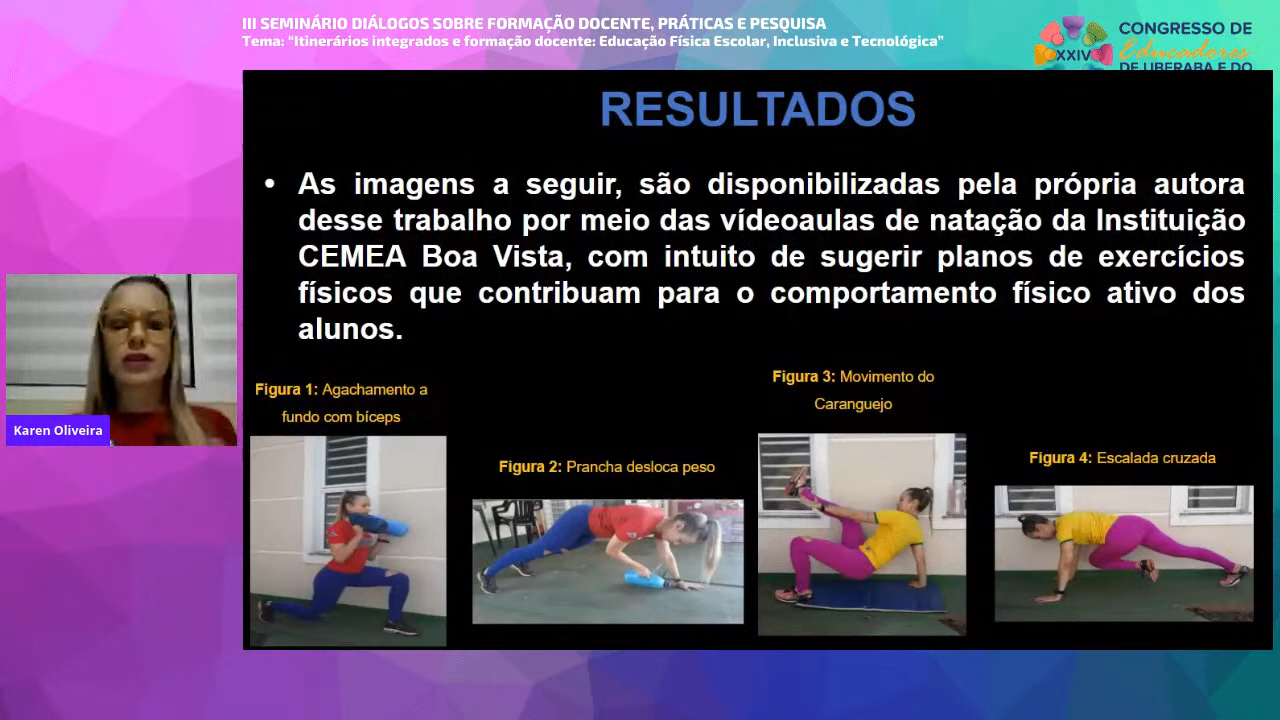 III SEMINÁRIO DIÁLOGOS SOBRE FORMAÇÃO DOCENTE, PRÁTICAS E PESQUISA
Tema: “Itinerários integrados e formação docente: Educação Física Escolar, Inclusiva e Tecnológica”
XXIV
CONGRESSO DE
Educadores
DE UBERABA E DO
RESULTADOS
• As imagens a seguir, são disponibilizadas pela própria autora
desse trabalho por meio das vídeoaulas de natação da Instituição
CEMEA Boa Vista, com intuito de sugerir planos de exercícios
físicos que contribuam para o comportamento físico ativo dos
alunos.
Figura 1: Agachamento a
fundo com bíceps
Figura 2: Prancha desloca peso
Figura 3: Movimento do
Caranguejo
Figura 4: Escalada cruzada
Karen Oliveira